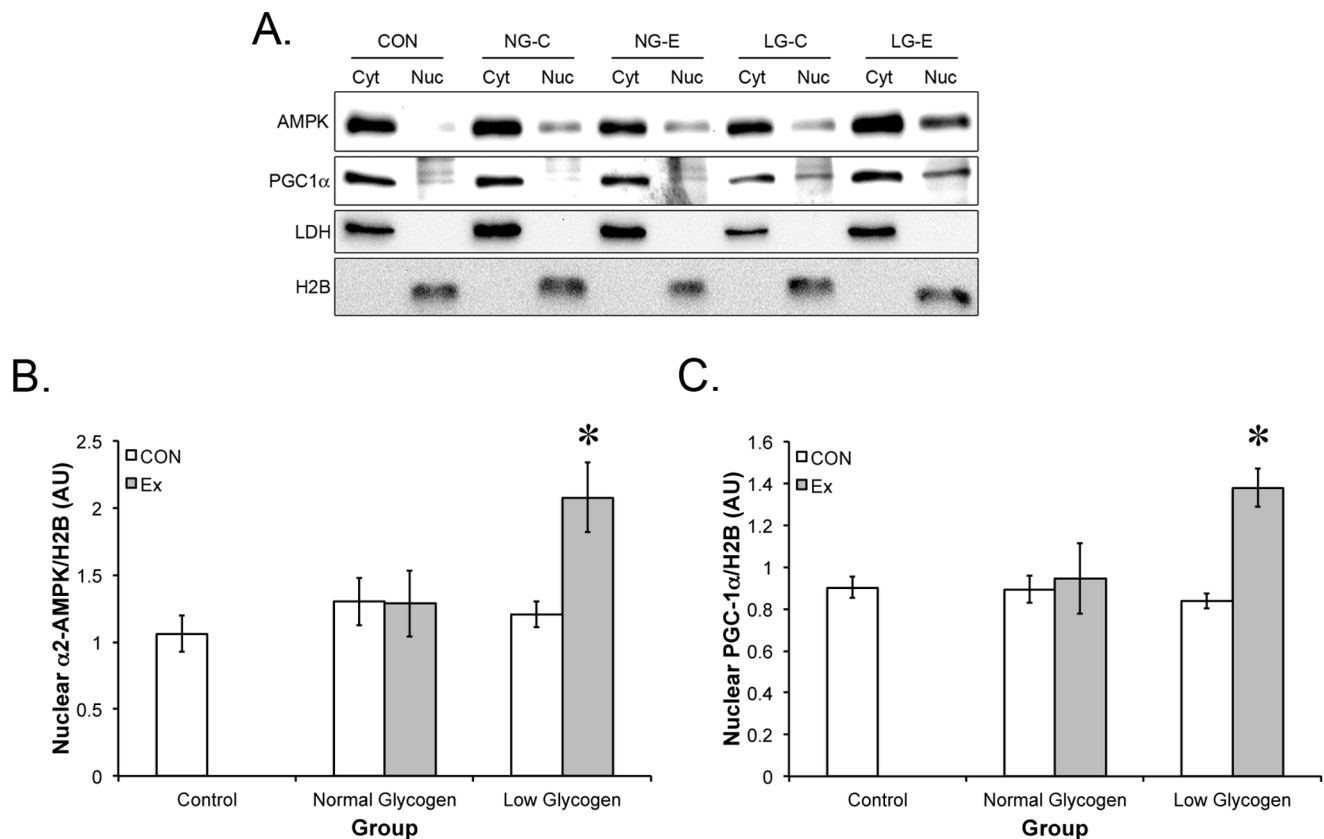 A.
CON NG-C NG-E LG-C LG-E
Cyt Nuc Cyt Nuc Cyt Nuc Cyt Nuc Cyt Nuc
AMPK
PGC1α
LDH
H2B
B.
Nuclear α2-AMPK/H2B (AU)
2.5
2
1.5
1
0.5
0
CON
Ex
*
Control Normal Glycogen Low Glycogen
Group
C.
Nuclear PGC-1α/H2B (AU)
1.6
1.4
1.2
1
0.8
0.6
0.4
0.2
0
CON
Ex
*
Control Normal Glycogen Low Glycogen
Group